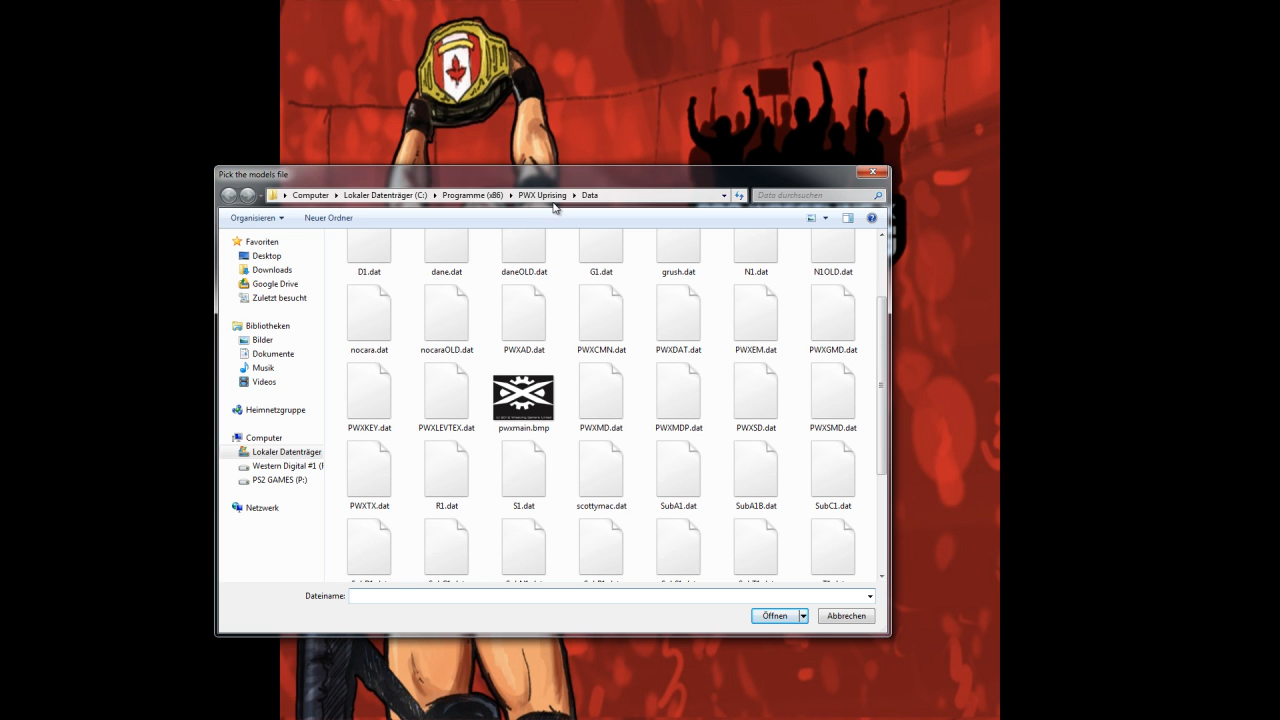 Pick the models file
Computer Lokaler Datenträger (C:) Programme (x86) PWX Uprising Data
Data durchsuchen
Organisieren Neuer Ordner
Favoriten
Desktop
Downloads
Google Drive
Zuletzt besucht
Bibliotheken
Bilder
Dokumente
Musik
Videos
Heimnetzgruppe
Computer
Lokaler Datenträger
Western Digital #1 (
PS2 GAMES (P:)
Netzwerk
D1.dat dane.dat daneOLD.dat G1.dat grush.dat N1.dat N1OLD.dat
nocara.dat nocaraOLD.dat PWXAD.dat PWXCMN.dat PWXDAT.dat PWXEM.dat PWXGMD.dat
PWXKEY.dat PWXLEVTEX.dat pwxmain.bmp PWXMD.dat PWXMDP.dat PWXSD.dat PWXSMD.dat
PWXTX.dat R1.dat S1.dat scottymac.dat SubA1.dat SubA1B.dat SubC1.dat
Dateiname:
Öffnen Abbrechen